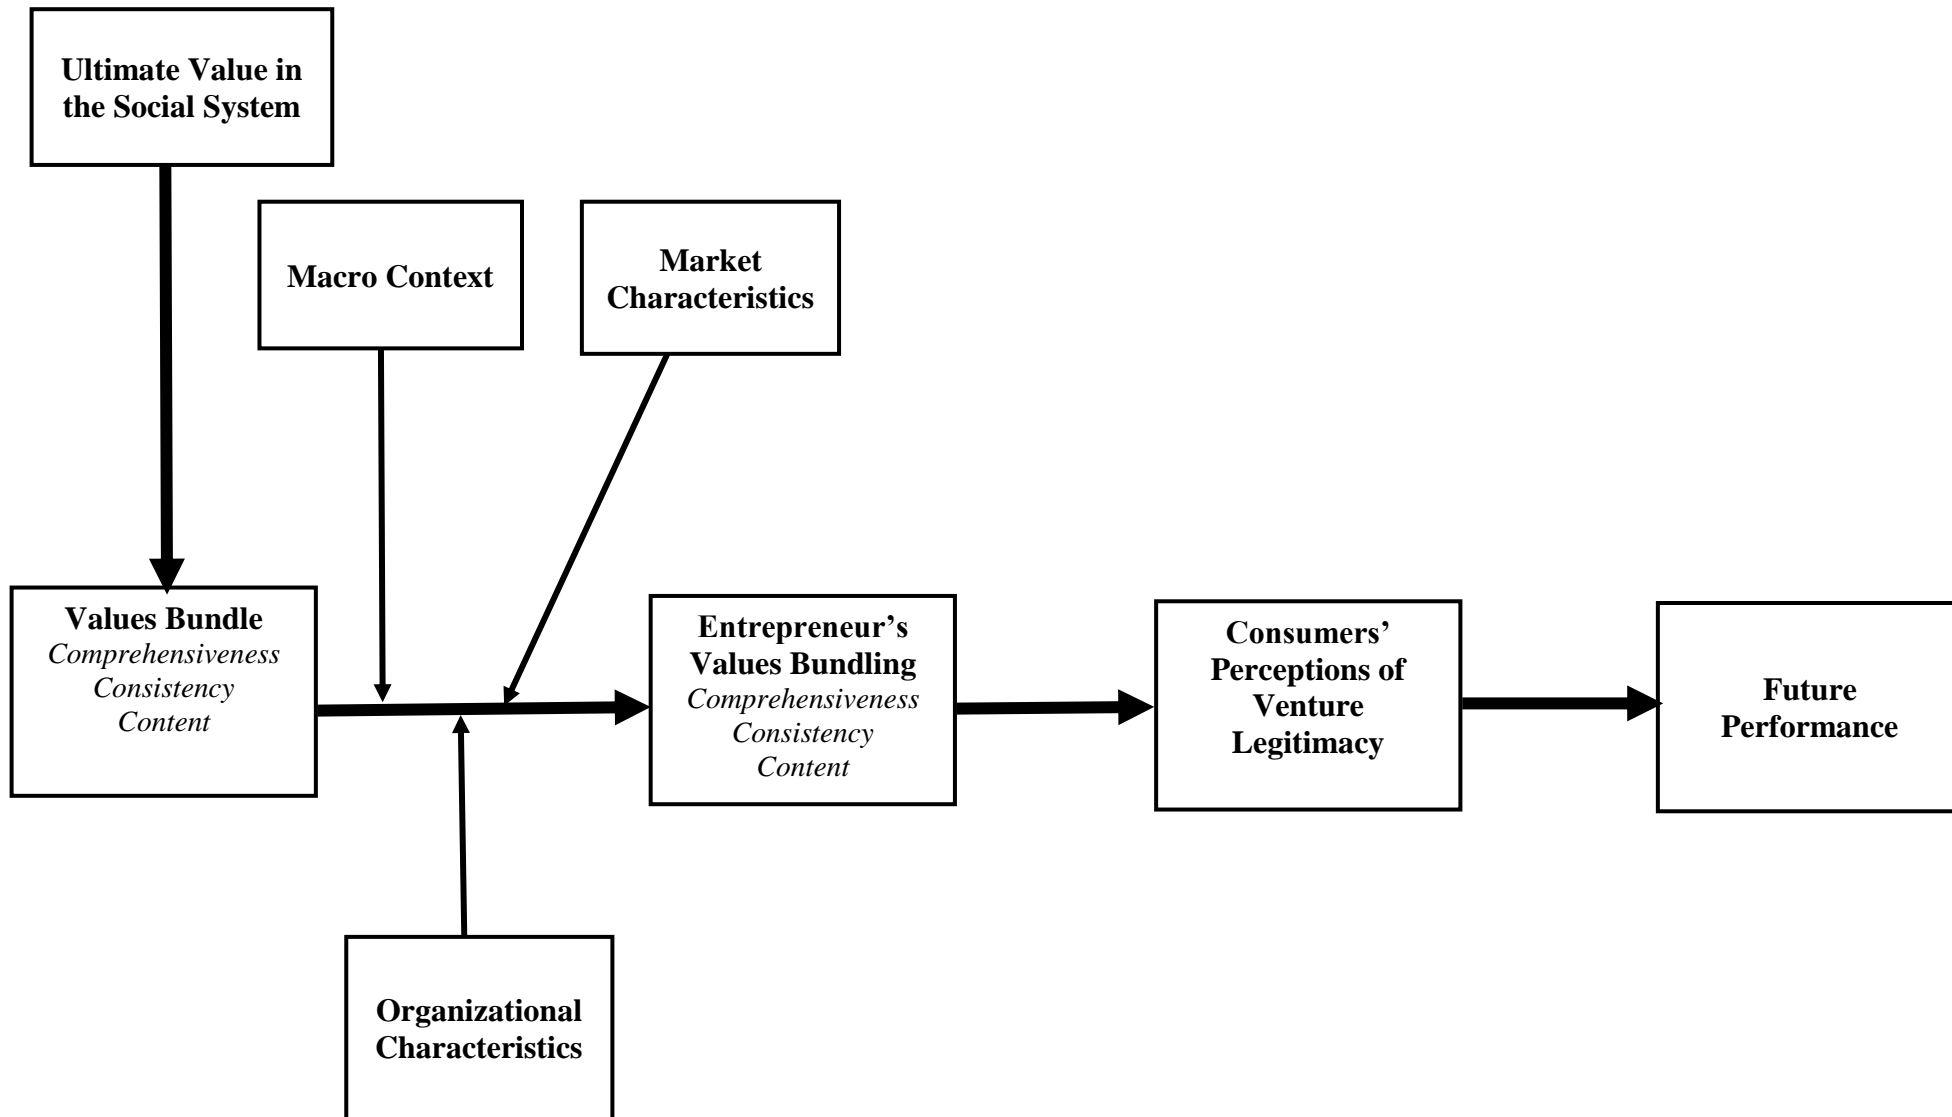 Ultimate Value in
the Social System
Macro Context
Market
Characteristics
Values Bundle
Comprehensiveness
Consistency
Content
Entrepreneur’s
Values Bundling
Comprehensiveness
Consistency
Content
Consumers’
Perceptions of
Venture
Legitimacy
Future
Performance
Organizational
Characteristics